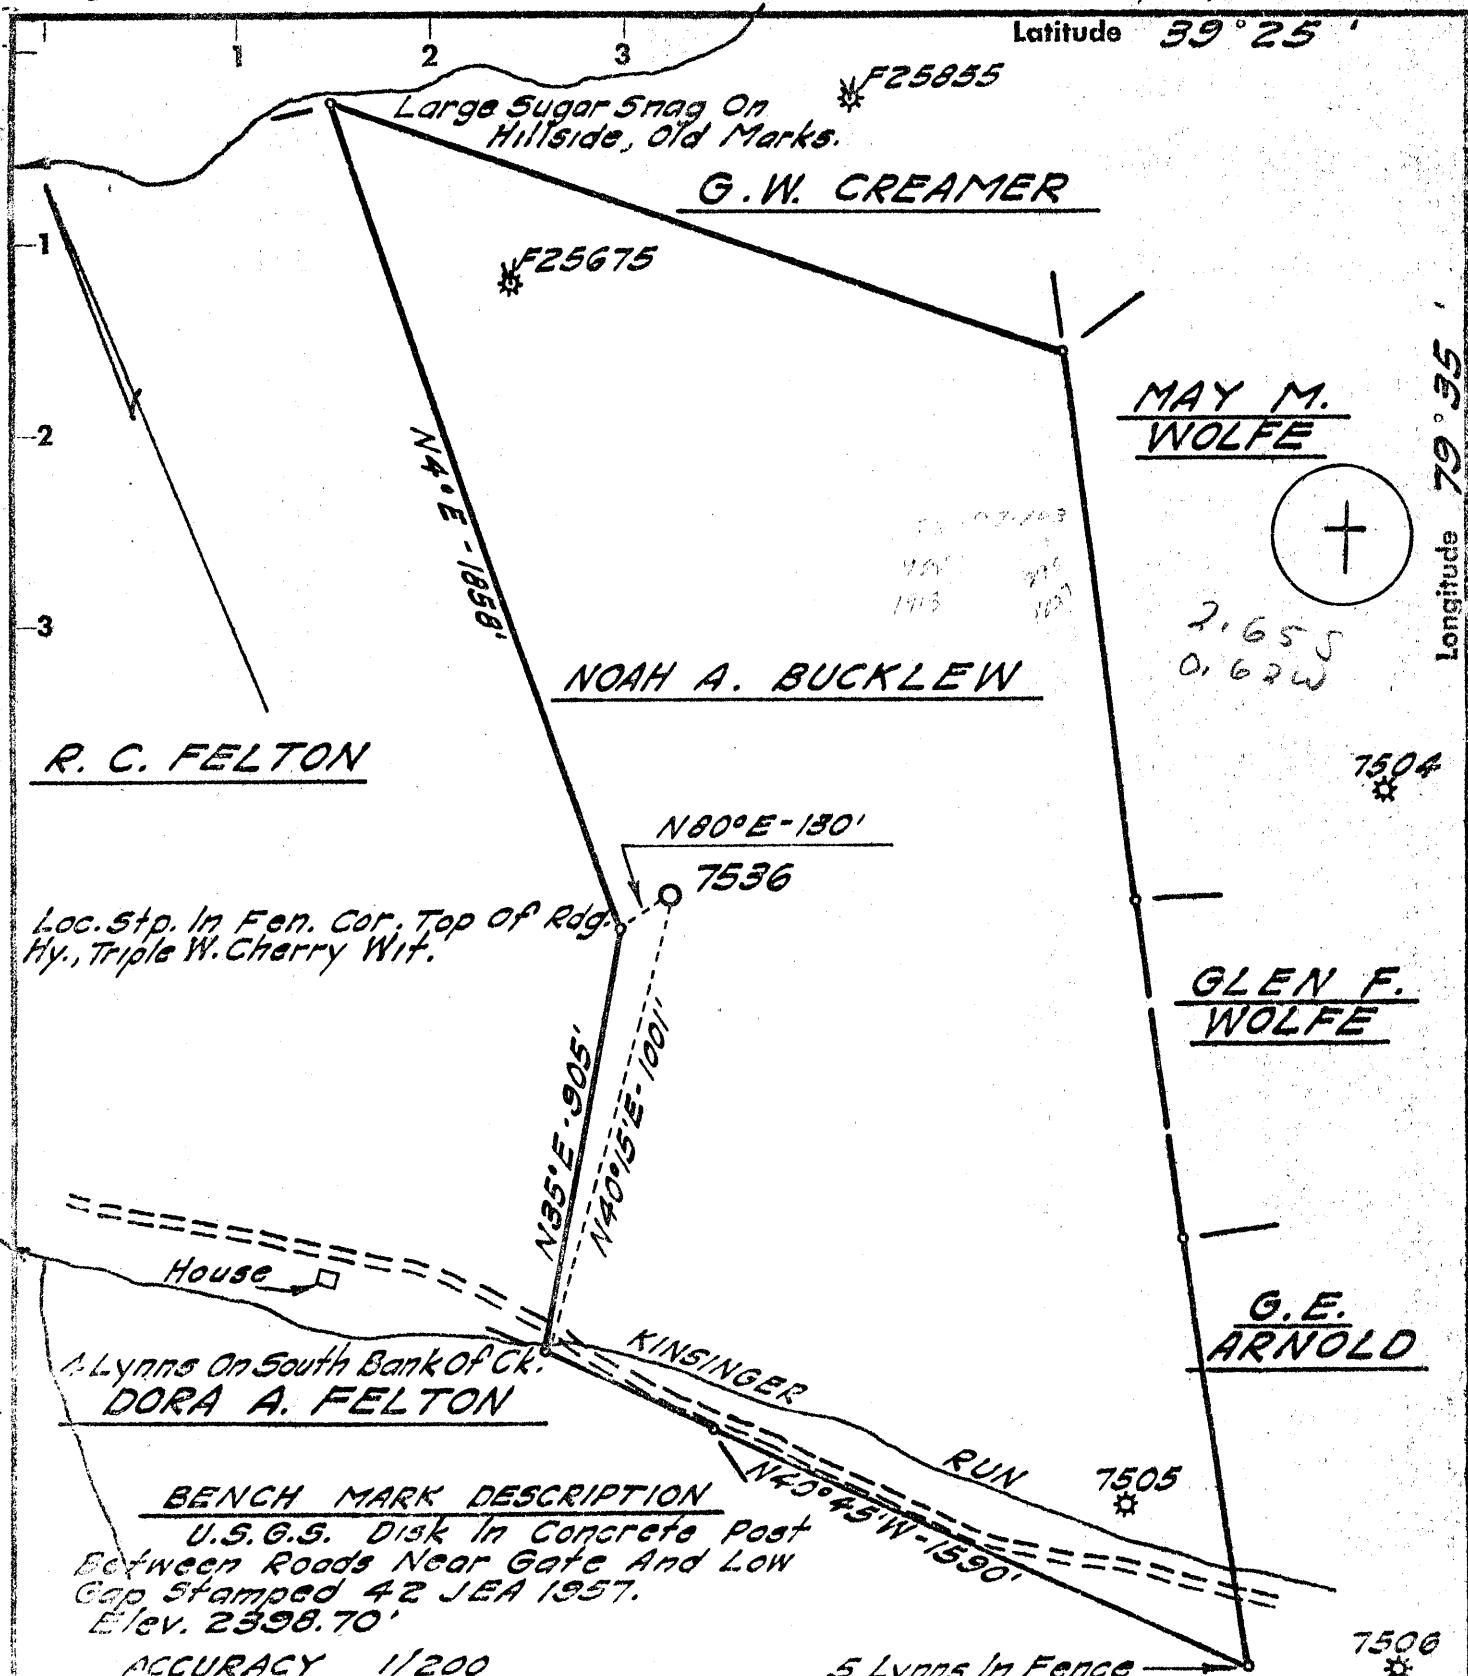 Latitude 39°25'
1 2 3
F25855
Large Sugar Snag On
Hillside, Old Marks.
G.W. CREAMER
1
F25675
Longitude 79°35'
MAY M.
WOLFE
2
N4°E-1858'
1913
2.65 S
0.62W
3
NOAH A. BUCKLEW
R. C. FELTON
7504
N80°E-130'
7536
Loc. Stp. In Fen. Cor. Top Of Rdg.
Hy., Triple W. Cherry Wit.
GLEN F.
WOLFE
N35°E-905'
N40°15'E-1001'
House
G.E.
ARNOLD
KINSINGER RUN
Lynns On South Bank Of Ck.
DORA A. FELTON
7505
BENCH MARK DESCRIPTION
U.S.G.S. Disk In Concrete Post
Between Roads Near Gate And Low
Gap Stamped 42 JEA 1957.
Elev. 2398.70'
45'W-1590'
7506
ACCURACY 1/200
5 Lynns In Fence